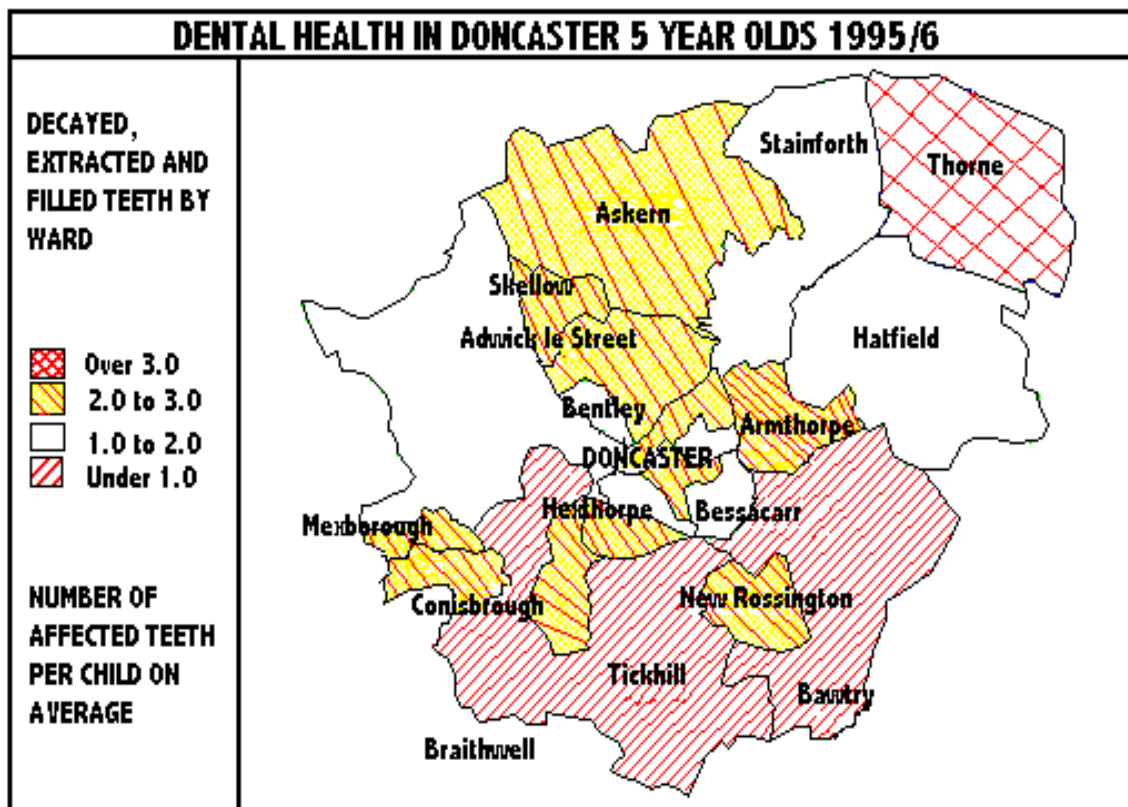 DENTAL HEALTH IN DONCASTER 5 YEAR OLDS 1995/6
DECAYED,
EXTRACTED AND
FILLED TEETH BY
WARD
Over 3.0
2.0 to 3.0
1.0 to 2.0
Under 1.0
NUMBER OF
AFFECTED TEETH
PER CHILD ON
AVERAGE
Stainforth
Thorne
Askern
Skellow
Adwick le Street
Hatfield
Bentley
Armthorpe
DONCASTER
Hexthorpe
Bessacarr
Mexborough
Conisbrough
New Rossington
Tickhill
Bawtry
Braithwell